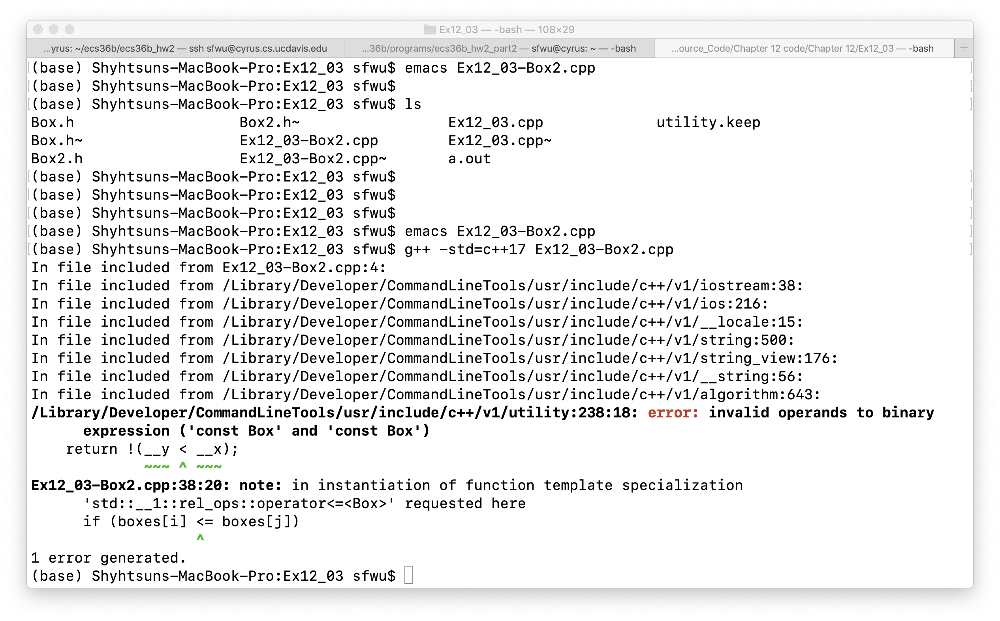 Ex12_03 — -bash — 108×29
...yrus: ~/ecs36b/ecs36b_hw2 — ssh sfwu@cyrus.cs.ucdavis.edu
...36b/programs/ecs36b_hw2_part2 — sfwu@cyrus: ~ — -bash
...ource_Code/Chapter 12 code/Chapter 12/Ex12_03 — -bash
+
[(base) Shyhtsuns-MacBook-Pro:Ex12_03 sfwu$ emacs Ex12_03-Box2.cpp ]
[(base) Shyhtsuns-MacBook-Pro:Ex12_03 sfwu$ ]
[(base) Shyhtsuns-MacBook-Pro:Ex12_03 sfwu$ ls ]
Box.h Box2.h~ Ex12_03.cpp utility.keep
Box.h~ Ex12_03-Box2.cpp Ex12_03.cpp~
Box2.h Ex12_03-Box2.cpp~ a.out
[(base) Shyhtsuns-MacBook-Pro:Ex12_03 sfwu$ ]
[(base) Shyhtsuns-MacBook-Pro:Ex12_03 sfwu$ ]
[(base) Shyhtsuns-MacBook-Pro:Ex12_03 sfwu$ ]
[(base) Shyhtsuns-MacBook-Pro:Ex12_03 sfwu$ emacs Ex12_03-Box2.cpp ]
[(base) Shyhtsuns-MacBook-Pro:Ex12_03 sfwu$ g++ -std=c++17 Ex12_03-Box2.cpp ]
In file included from Ex12_03-Box2.cpp:4:
In file included from /Library/Developer/CommandLineTools/usr/include/c++/v1/iostream:38:
In file included from /Library/Developer/CommandLineTools/usr/include/c++/v1/ios:216:
In file included from /Library/Developer/CommandLineTools/usr/include/c++/v1/__locale:15:
In file included from /Library/Developer/CommandLineTools/usr/include/c++/v1/string:500:
In file included from /Library/Developer/CommandLineTools/usr/include/c++/v1/string_view:176:
In file included from /Library/Developer/CommandLineTools/usr/include/c++/v1/__string:56:
In file included from /Library/Developer/CommandLineTools/usr/include/c++/v1/algorithm:643:
/Library/Developer/CommandLineTools/usr/include/c++/v1/utility:238:18: error: invalid operands to binary
expression ('const Box' and 'const Box')
return !(__y < __x);
~~~ ^ ~~~
Ex12_03-Box2.cpp:38:20: note: in instantiation of function template specialization
'std::__1::rel_ops::operator<=<Box>' requested here
if (boxes[i] <= boxes[j])
^
1 error generated.
(base) Shyhtsuns-MacBook-Pro:Ex12_03 sfwu$